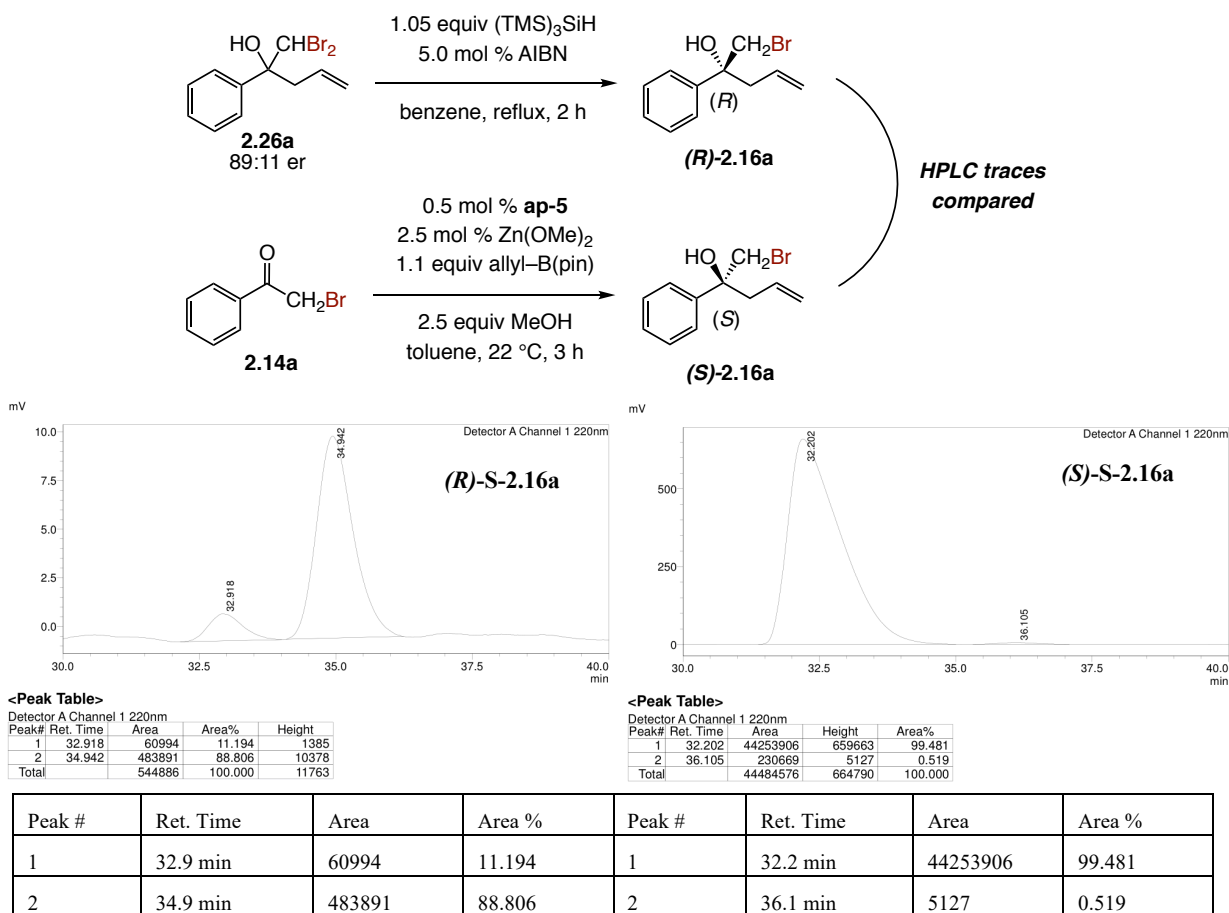 1.05 equiv (TMS)3SiH
5.0 mol % AIBN
benzene, reflux, 2 h
HO CHBr2
2.26a
89:11 er
HO CH2Br
(R)
(R)-2.16a
HPLC traces
compared
0.5 mol % ap-5
2.5 mol % Zn(OMe)2
1.1 equiv allyl–B(pin)
2.5 equiv MeOH
toluene, 22 °C, 3 h
O
CH2Br
2.14a
HO CH2Br
(S)
(S)-2.16a
mV
Detector A Channel 1 220nm
(R)-S-2.16a
34.942
32.918
10.0
7.5
5.0
2.5
0.0
30.0 32.5 35.0 37.5 40.0
min
<Peak Table>
Detector A Channel 1 220nm
Peak# Ret. Time Area Area% Height
1 32.918 60994 11.194 1385
2 34.942 483891 88.806 10378
Total 544886 100.000 11763
mV
Detector A Channel 1 220nm
(S)-S-2.16a
32.202
36.105
500
250
0
30.0 32.5 35.0 37.5 40.0
min
<Peak Table>
Detector A Channel 1 220nm
Peak# Ret. Time Area Height Area%
1 32.202 44253906 659663 99.481
2 36.105 230669 5127 0.519
Total 44484576 664790 100.000
Peak # Ret. Time Area Area % Peak # Ret. Time Area Area %
1 32.9 min 60994 11.194 1 32.2 min 44253906 99.481
2 34.9 min 483891 88.806 2 36.1 min 5127 0.519